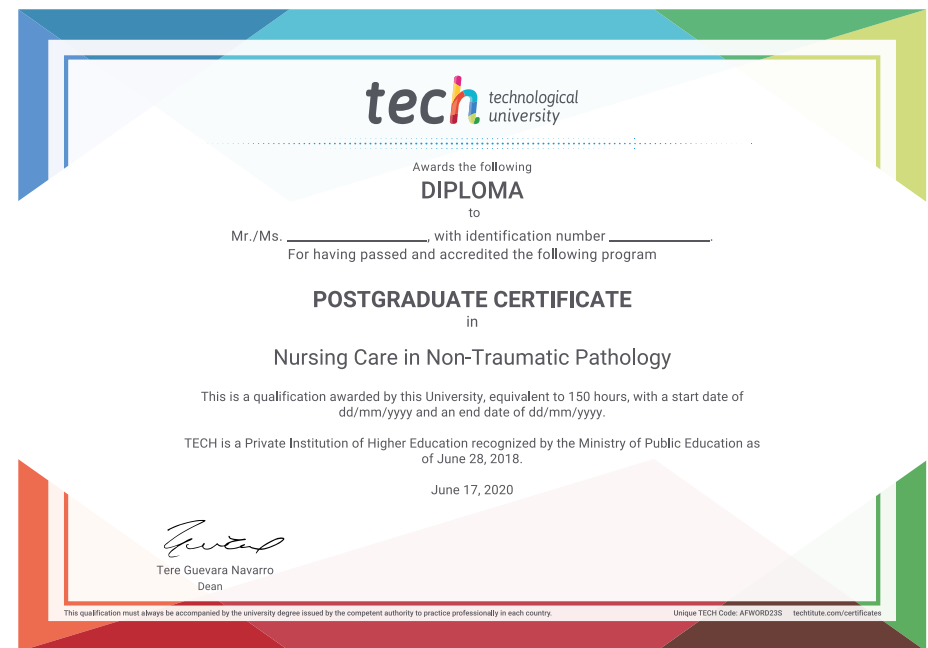 tech technological
university
Awards the following
DIPLOMA
to
Mr./Ms. ____________________, with identification number ______________.
For having passed and accredited the following program
POSTGRADUATE CERTIFICATE
in
Nursing Care in Non-Traumatic Pathology
This is a qualification awarded by this University, equivalent to 150 hours, with a start date of
dd/mm/yyyy and an end date of dd/mm/yyyy.
TECH is a Private Institution of Higher Education recognized by the Ministry of Public Education as
of June 28, 2018.
June 17, 2020
Tere Guevara Navarro
Dean
This qualification must always be accompanied by the university degree issued by the competent authority to practice professionally in each country. Unique TECH Code: AFWORD23S techtitute.com/certificates